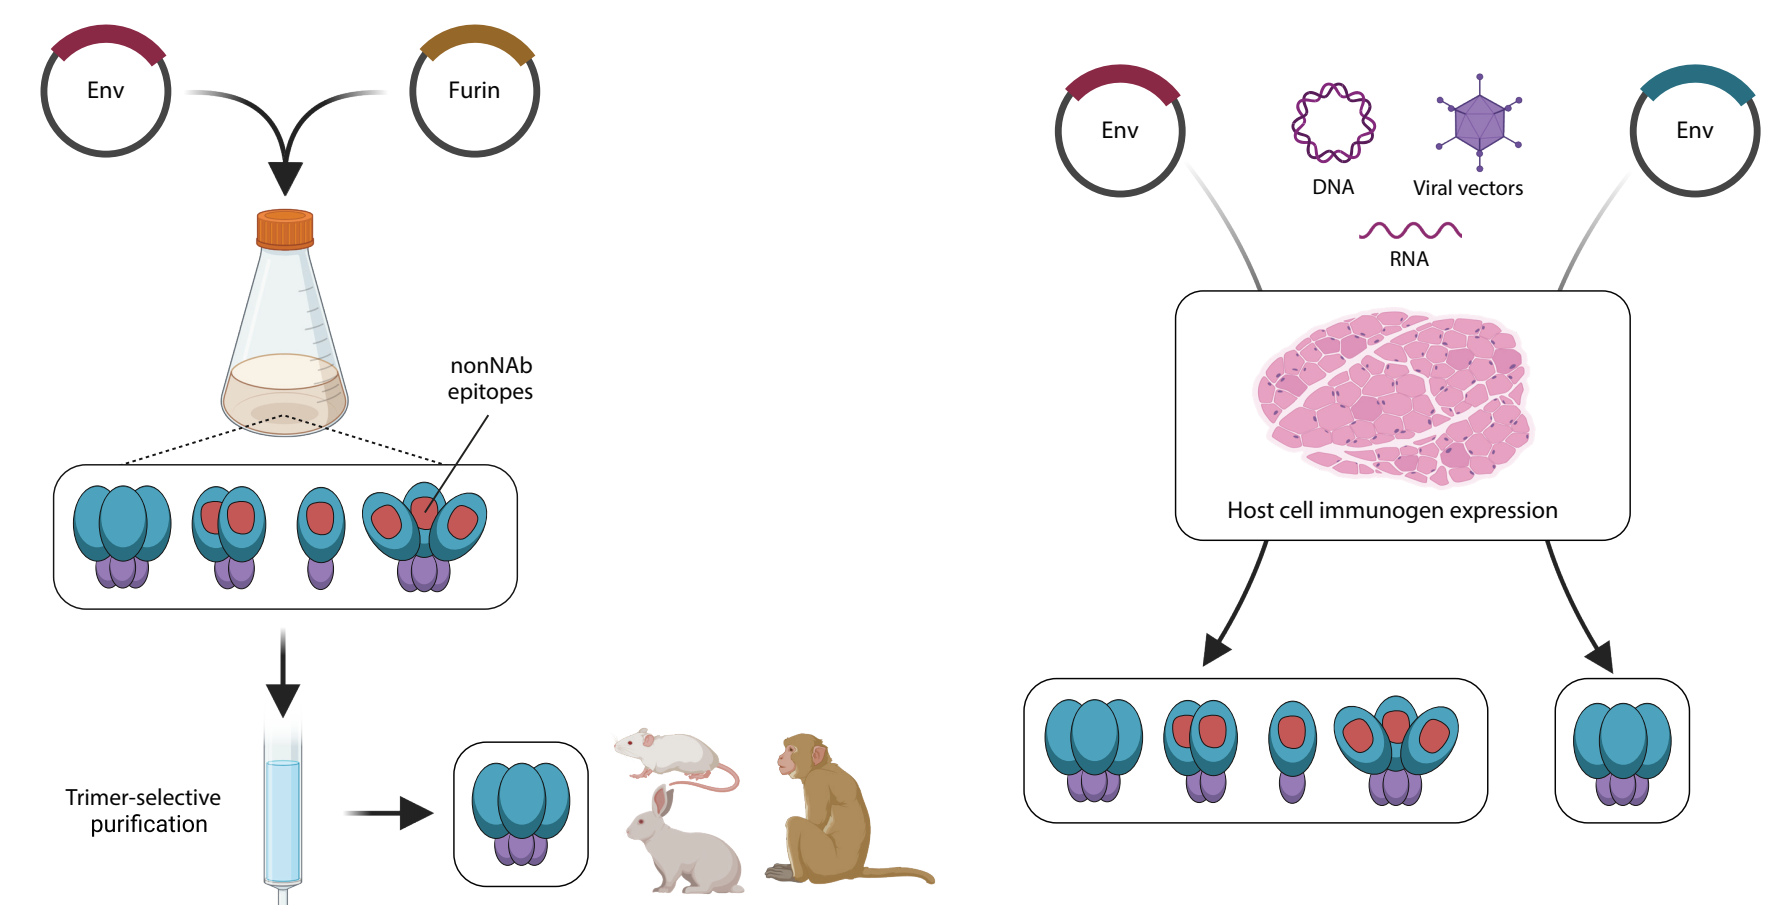 Env
Furin
nonNAb
epitopes
Trimer-selective
purification
Env
DNA
Viral vectors
Env
RNA
Host cell immunogen expression